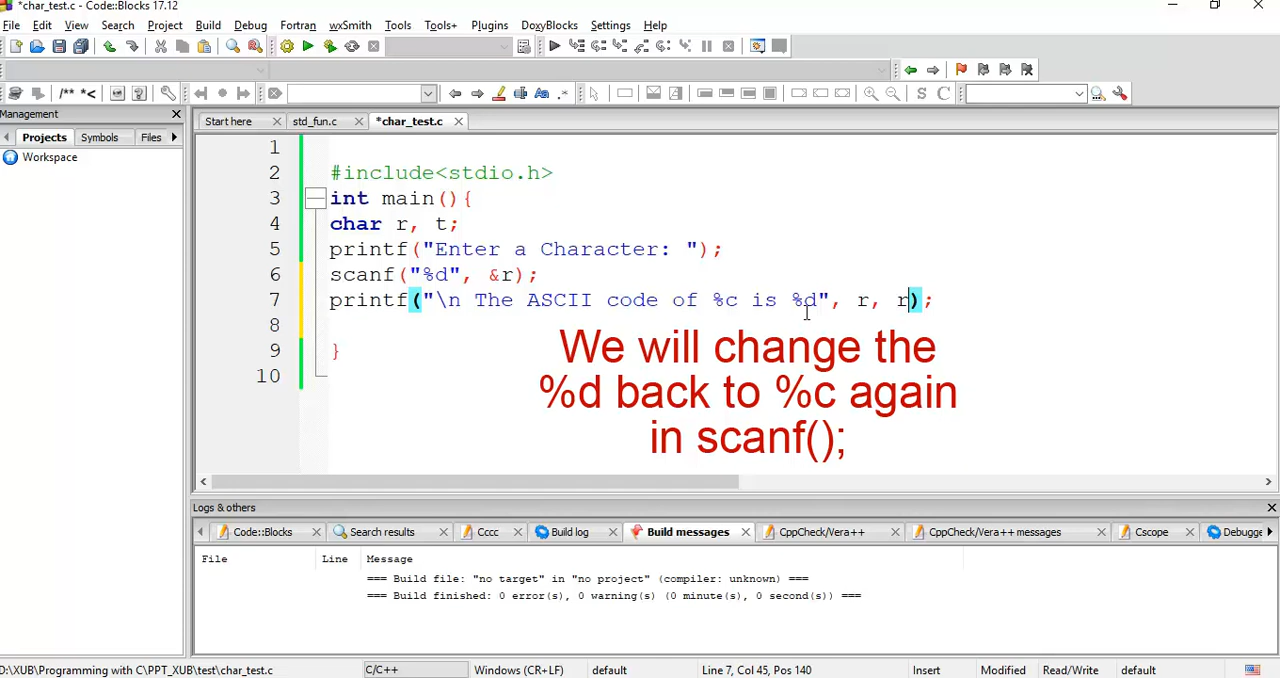 *char_test.c - Code::Blocks 17.12
File Edit View Search Project Build Debug Fortran wxSmith Tools Tools+ Plugins DoxyBlocks Settings Help
/** *<
Aa .*
S C
Management
Projects Symbols Files
Workspace
Start here std_fun.c *char_test.c
1
2 #include<stdio.h>
3 int main(){
4 char r, t;
5 printf("Enter a Character: ");
6 scanf("%d", &r);
7 printf("\n The ASCII code of %c is %d", r, r);
8
9 }
10
We will change the
%d back to %c again
in scanf();
Logs & others
Code::Blocks Search results Cccc Build log Build messages CppCheck/Vera++ CppCheck/Vera++ messages Cscope Debugge
File Line Message
=== Build file: "no target" in "no project" (compiler: unknown) ===
=== Build finished: 0 error(s), 0 warning(s) (0 minute(s), 0 second(s)) ===
D:\XUB\Programming with C\PPT_XUB\test\char_test.c C/C++ Windows (CR+LF) default Line 7, Col 45, Pos 140 Insert Modified Read/Write default